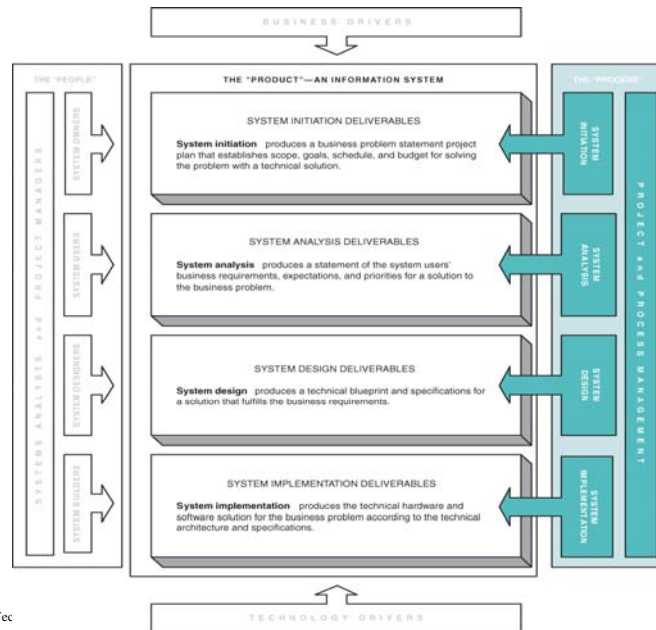 BUSINESS DRIVERS
THE "PEOPLE"
THE "PRODUCT"—AN INFORMATION SYSTEM
THE "PROCESS"
SYSTEMS ANALYSTS and PROJECT MANAGERS
SYSTEM OWNERS
SYSTEM INITIATION DELIVERABLES
System initiation produces a business problem statement project
plan that establishes scope, goals, schedule, and budget for solving
the problem with a technical solution.
SYSTEM
INITIATION
PROJECT and PROCESS MANAGEMENT
SYSTEM USERS
SYSTEM ANALYSIS DELIVERABLES
System analysis produces a statement of the system users'
business requirements, expectations, and priorities for a solution to
the business problem.
SYSTEM
ANALYSIS
SYSTEM DESIGNERS
SYSTEM DESIGN DELIVERABLES
System design produces a technical blueprint and specifications for
a solution that fulfills the business requirements.
SYSTEM
DESIGN
SYSTEM BUILDERS
SYSTEM IMPLEMENTATION DELIVERABLES
System implementation produces the technical hardware and
software solution for the business problem according to the technical
architecture and specifications.
SYSTEM
IMPLEMENTATION
TECHNOLOGY DRIVERS